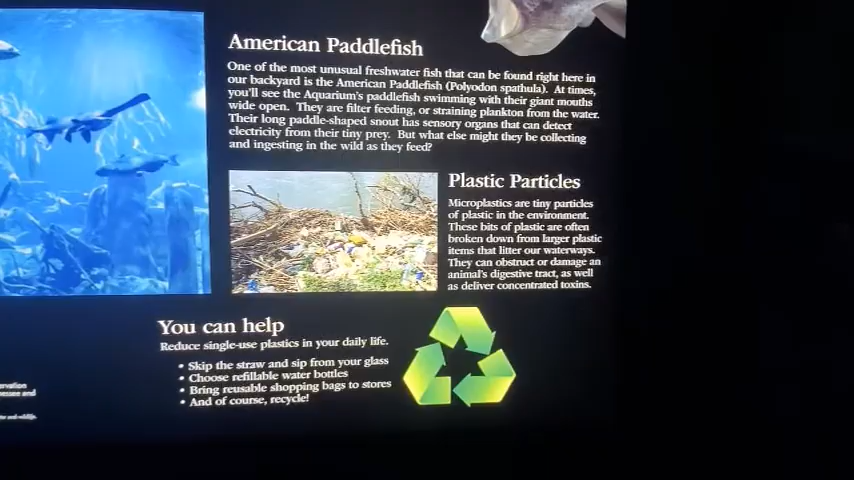 American Paddlefish
One of the most unusual freshwater fish that can be found right here in
our backyard is the American Paddlefish (Polyodon spathula). At times,
you'll see the Aquarium's paddlefish swimming with their giant mouths
wide open. They are filter feeding, or straining plankton from the water.
Their long paddle-shaped snout has sensory organs that can detect
electricity from their tiny prey. But what else might they be collecting
and ingesting in the wild as they feed?
Plastic Particles
Microplastics are tiny particles
of plastic in the environment.
These bits of plastic are often
broken down from larger plastic
items that litter our waterways.
They can obstruct or damage an
animal's digestive tract, as well
as deliver concentrated toxins.
You can help
Reduce single-use plastics in your daily life.
• Skip the straw and sip from your glass
• Choose refillable water bottles
• Bring reusable shopping bags to stores
• And of course, recycle!